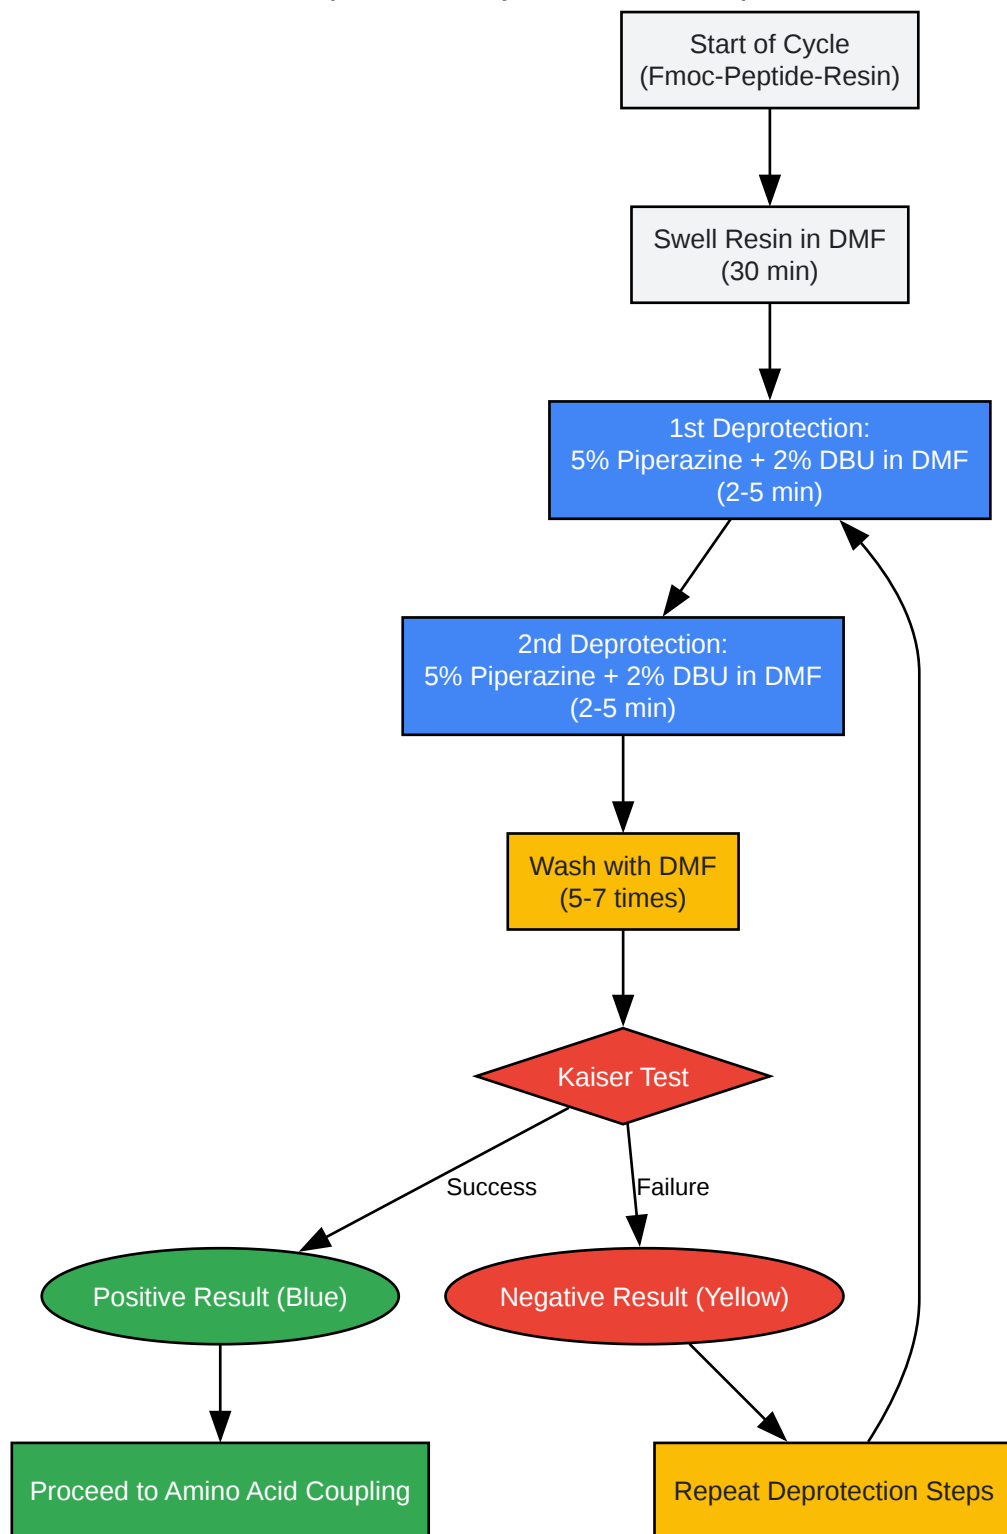 Start of Cycle
(Fmoc-Peptide-Resin)
Swell Resin in DMF
(30 min)
1st Deprotection:
5% Piperazine + 2% DBU in DMF
(2-5 min)
2nd Deprotection:
5% Piperazine + 2% DBU in DMF
(2-5 min)
Wash with DMF
(5-7 times)
Kaiser Test
Success
Failure
Positive Result (Blue)
Negative Result (Yellow)
Proceed to Amino Acid Coupling
Repeat Deprotection Steps